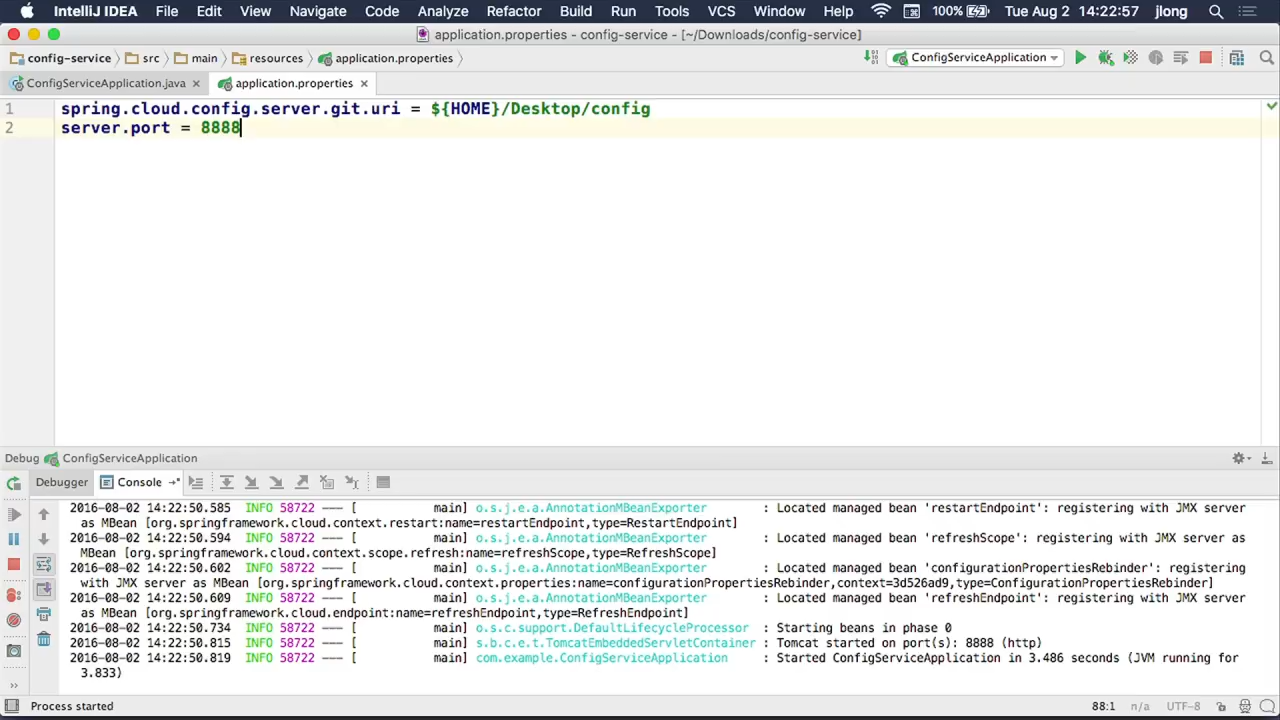 IntelliJ IDEA File Edit View Navigate Code Analyze Refactor Build Run Tools VCS Window Help 100% Tue Aug 2 14:22:57 jlong
application.properties - config-service - [~/Downloads/config-service]
config-service src main resources application.properties ConfigServiceApplication
ConfigServiceApplication.java application.properties
1 spring.cloud.config.server.git.uri = ${HOME}/Desktop/config
2 server.port = 8888
Debug ConfigServiceApplication
Debugger Console
2016-08-02 14:22:50.585 INFO 58722 --- [ main] o.s.j.e.a.AnnotationMBeanExporter : Located managed bean 'restartEndpoint': registering with JMX server
as MBean [org.springframework.cloud.context.restart:name=restartEndpoint,type=RestartEndpoint]
2016-08-02 14:22:50.594 INFO 58722 --- [ main] o.s.j.e.a.AnnotationMBeanExporter : Located managed bean 'refreshScope': registering with JMX server as
MBean [org.springframework.cloud.context.scope.refresh:name=refreshScope,type=RefreshScope]
2016-08-02 14:22:50.602 INFO 58722 --- [ main] o.s.j.e.a.AnnotationMBeanExporter : Located managed bean 'configurationPropertiesRebinder': registering
with JMX server as MBean [org.springframework.cloud.context.properties:name=configurationPropertiesRebinder,context=3d526ad9,type=ConfigurationPropertiesRebinder]
2016-08-02 14:22:50.609 INFO 58722 --- [ main] o.s.j.e.a.AnnotationMBeanExporter : Located managed bean 'refreshEndpoint': registering with JMX server
as MBean [org.springframework.cloud.endpoint:name=refreshEndpoint,type=RefreshEndpoint]
2016-08-02 14:22:50.734 INFO 58722 --- [ main] o.s.c.support.DefaultLifecycleProcessor : Starting beans in phase 0
2016-08-02 14:22:50.815 INFO 58722 --- [ main] s.b.c.e.t.TomcatEmbeddedServletContainer : Tomcat started on port(s): 8888 (http)
2016-08-02 14:22:50.819 INFO 58722 --- [ main] com.example.ConfigServiceApplication : Started ConfigServiceApplication in 3.486 seconds (JVM running for
3.833)
Process started 88:1 n/a UTF-8